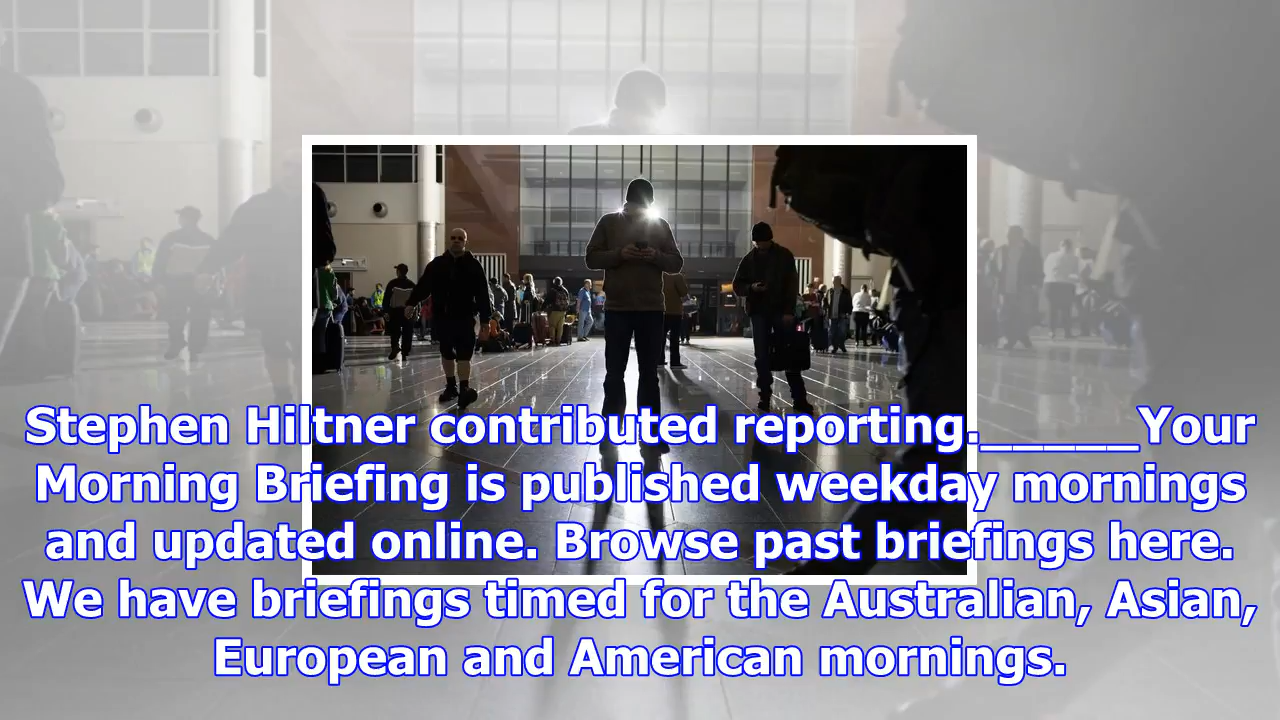 Stephen Hiltner contributed reporting._____Your
Morning Briefing is published weekday mornings
and updated online. Browse past briefings here.
We have briefings timed for the Australian, Asian,
European and American mornings.